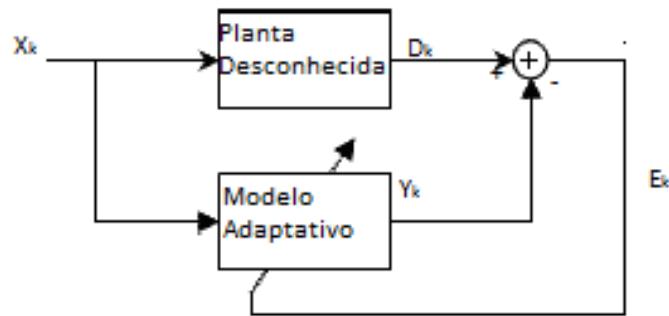 Planta
Desconhecida
Xₖ
Dₖ
+
+
-
Modelo
Adaptativo
Yₖ
Eₖ